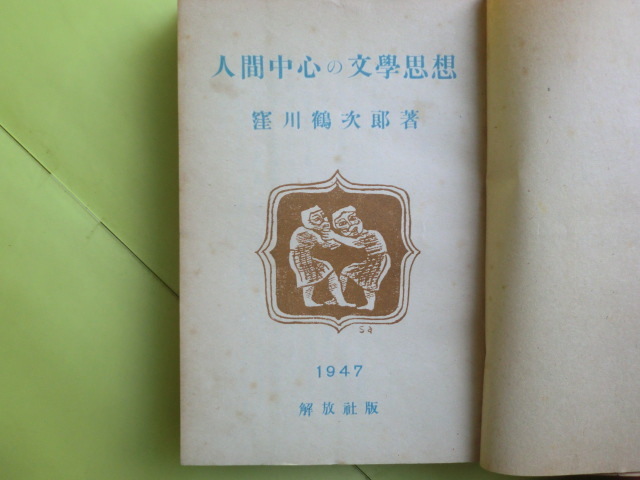 人間中心の文學思想
窪川鶴次郎著
SA
1947
解放社版